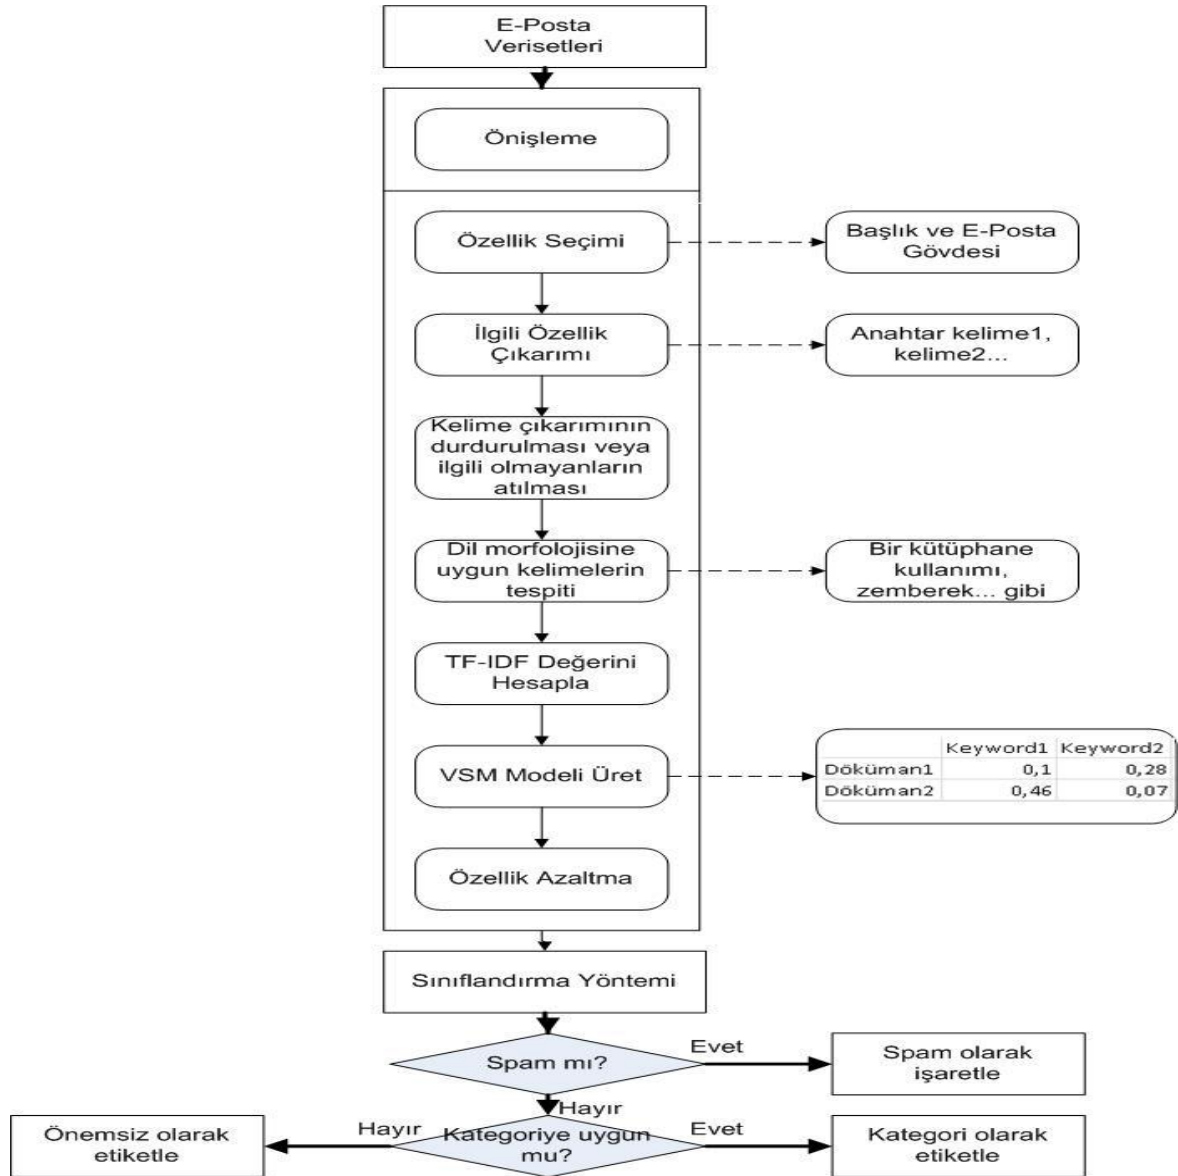 E-Posta
Verisetleri
Önişleme
Özellik Seçimi
Başlık ve E-Posta
Gövdesi
İlgili Özellik
Çıkarımı
Anahtar kelime1,
kelime2...
Kelime çıkarımının
durdurulması veya
ilgili olmayanların
atılması
Dil morfolojisine
uygun kelimelerin
tespiti
Bir kütüphane
kullanımı,
zemberek... gibi
TF-IDF Değerini
Hesapla
VSM Modeli Üret
Keyword1 Keyword2
Döküman1 0,1 0,28
Döküman2 0,46 0,07
Özellik Azaltma
Sınıflandırma Yöntemi
Spam mı?
Evet
Spam olarak
işaretle
Hayır
Kategoriye uygun
mu?
Hayır
Önemsiz olarak
etiketle
Evet
Kategori olarak
etiketle